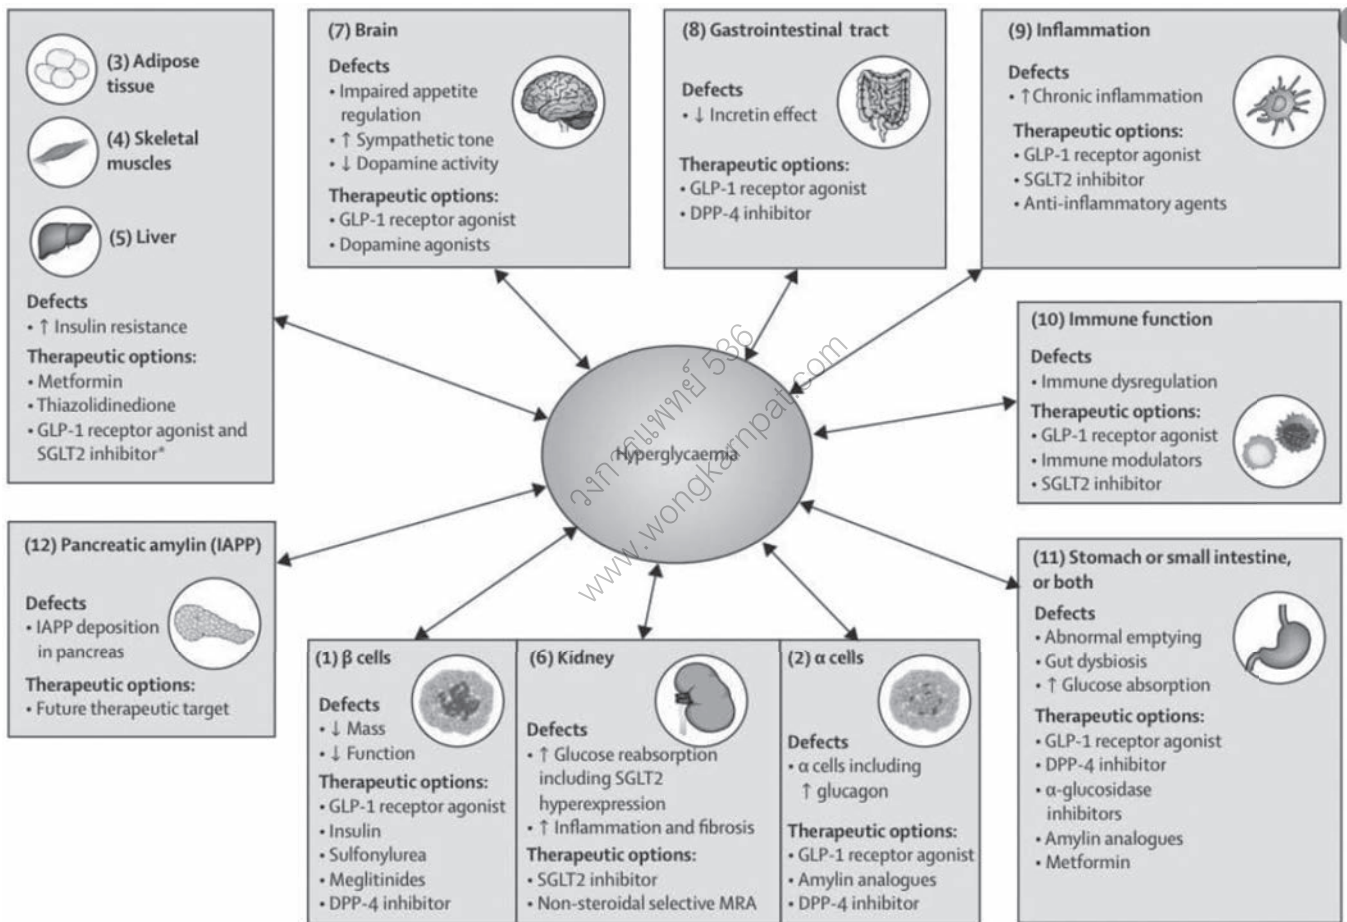 (3) Adipose
tissue
(4) Skeletal
muscles
(5) Liver
Defects
• ↑ Insulin resistance
Therapeutic options:
• Metformin
• Thiazolidinedione
• GLP-1 receptor agonist and
SGLT2 inhibitor*
(7) Brain
Defects
• Impaired appetite
regulation
• ↑ Sympathetic tone
• ↓ Dopamine activity
Therapeutic options:
• GLP-1 receptor agonist
• Dopamine agonists
(8) Gastrointestinal tract
Defects
• ↓ Incretin effect
Therapeutic options:
• GLP-1 receptor agonist
• DPP-4 inhibitor
(9) Inflammation
Defects
• ↑ Chronic inflammation
Therapeutic options:
• GLP-1 receptor agonist
• SGLT2 inhibitor
• Anti-inflammatory agents
(10) Immune function
Defects
• Immune dysregulation
Therapeutic options:
• GLP-1 receptor agonist
• Immune modulators
• SGLT2 inhibitor
Hyperglycaemia
วงการแพทย์ 536
www.wongkarnpat.com
(12) Pancreatic amylin (IAPP)
Defects
• IAPP deposition
in pancreas
Therapeutic options:
• Future therapeutic target
(1) β cells
Defects
• ↓ Mass
• ↓ Function
Therapeutic options:
• GLP-1 receptor agonist
• Insulin
• Sulfonylurea
• Meglitinides
• DPP-4 inhibitor
(6) Kidney
Defects
• ↑ Glucose reabsorption
including SGLT2
hyperexpression
• ↑ Inflammation and fibrosis
Therapeutic options:
• SGLT2 inhibitor
• Non-steroidal selective MRA
(2) α cells
Defects
• α cells including
↑ glucagon
Therapeutic options:
• GLP-1 receptor agonist
• Amylin analogues
• DPP-4 inhibitor
(11) Stomach or small intestine,
or both
Defects
• Abnormal emptying
• Gut dysbiosis
• ↑ Glucose absorption
Therapeutic options:
• GLP-1 receptor agonist
• DPP-4 inhibitor
• α-glucosidase
inhibitors
• Amylin analogues
• Metformin